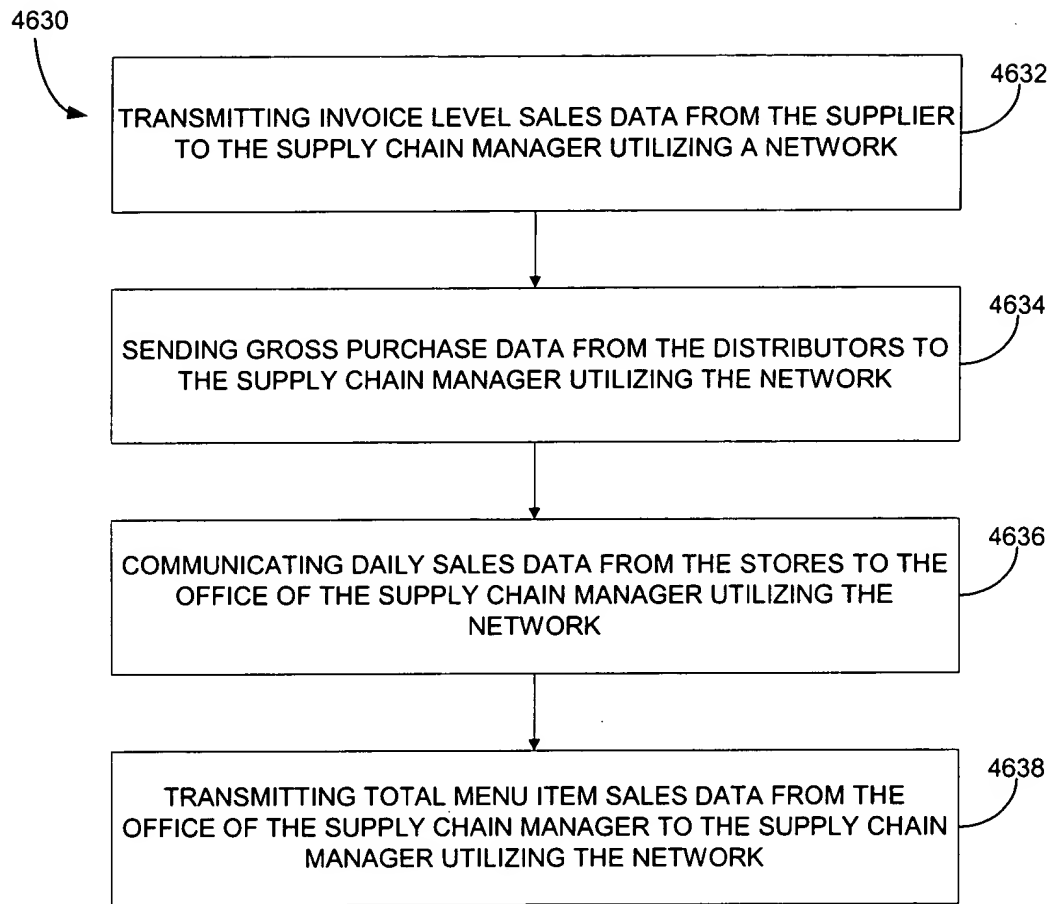 4630
4632
TRANSMITTING INVOICE LEVEL SALES DATA FROM THE SUPPLIER
TO THE SUPPLY CHAIN MANAGER UTILIZING A NETWORK
4634
SENDING GROSS PURCHASE DATA FROM THE DISTRIBUTORS TO
THE SUPPLY CHAIN MANAGER UTILIZING THE NETWORK
4636
COMMUNICATING DAILY SALES DATA FROM THE STORES TO THE
OFFICE OF THE SUPPLY CHAIN MANAGER UTILIZING THE
NETWORK
4638
TRANSMITTING TOTAL MENU ITEM SALES DATA FROM THE
OFFICE OF THE SUPPLY CHAIN MANAGER TO THE SUPPLY CHAIN
MANAGER UTILIZING THE NETWORK